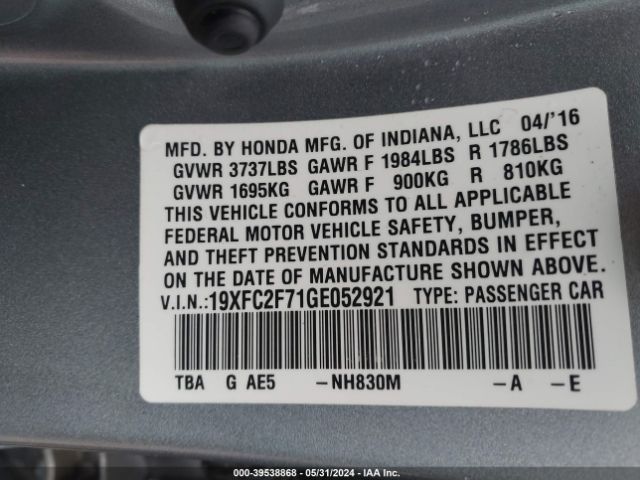 MFD. BY HONDA MFG. OF INDIANA, LLC 04/'16
GVWR 3737LBS GAWR F 1984LBS R 1786LBS
GVWR 1695KG GAWR F 900KG R 810KG
THIS VEHICLE CONFORMS TO ALL APPLICABLE
FEDERAL MOTOR VEHICLE SAFETY, BUMPER,
AND THEFT PREVENTION STANDARDS IN EFFECT
ON THE DATE OF MANUFACTURE SHOWN ABOVE.
V.I.N.:19XFC2F71GE052921 TYPE: PASSENGER CAR
TBA G AE5 –NH830M –A –E
000-39538868 - 05/31/2024 - IAA Inc.